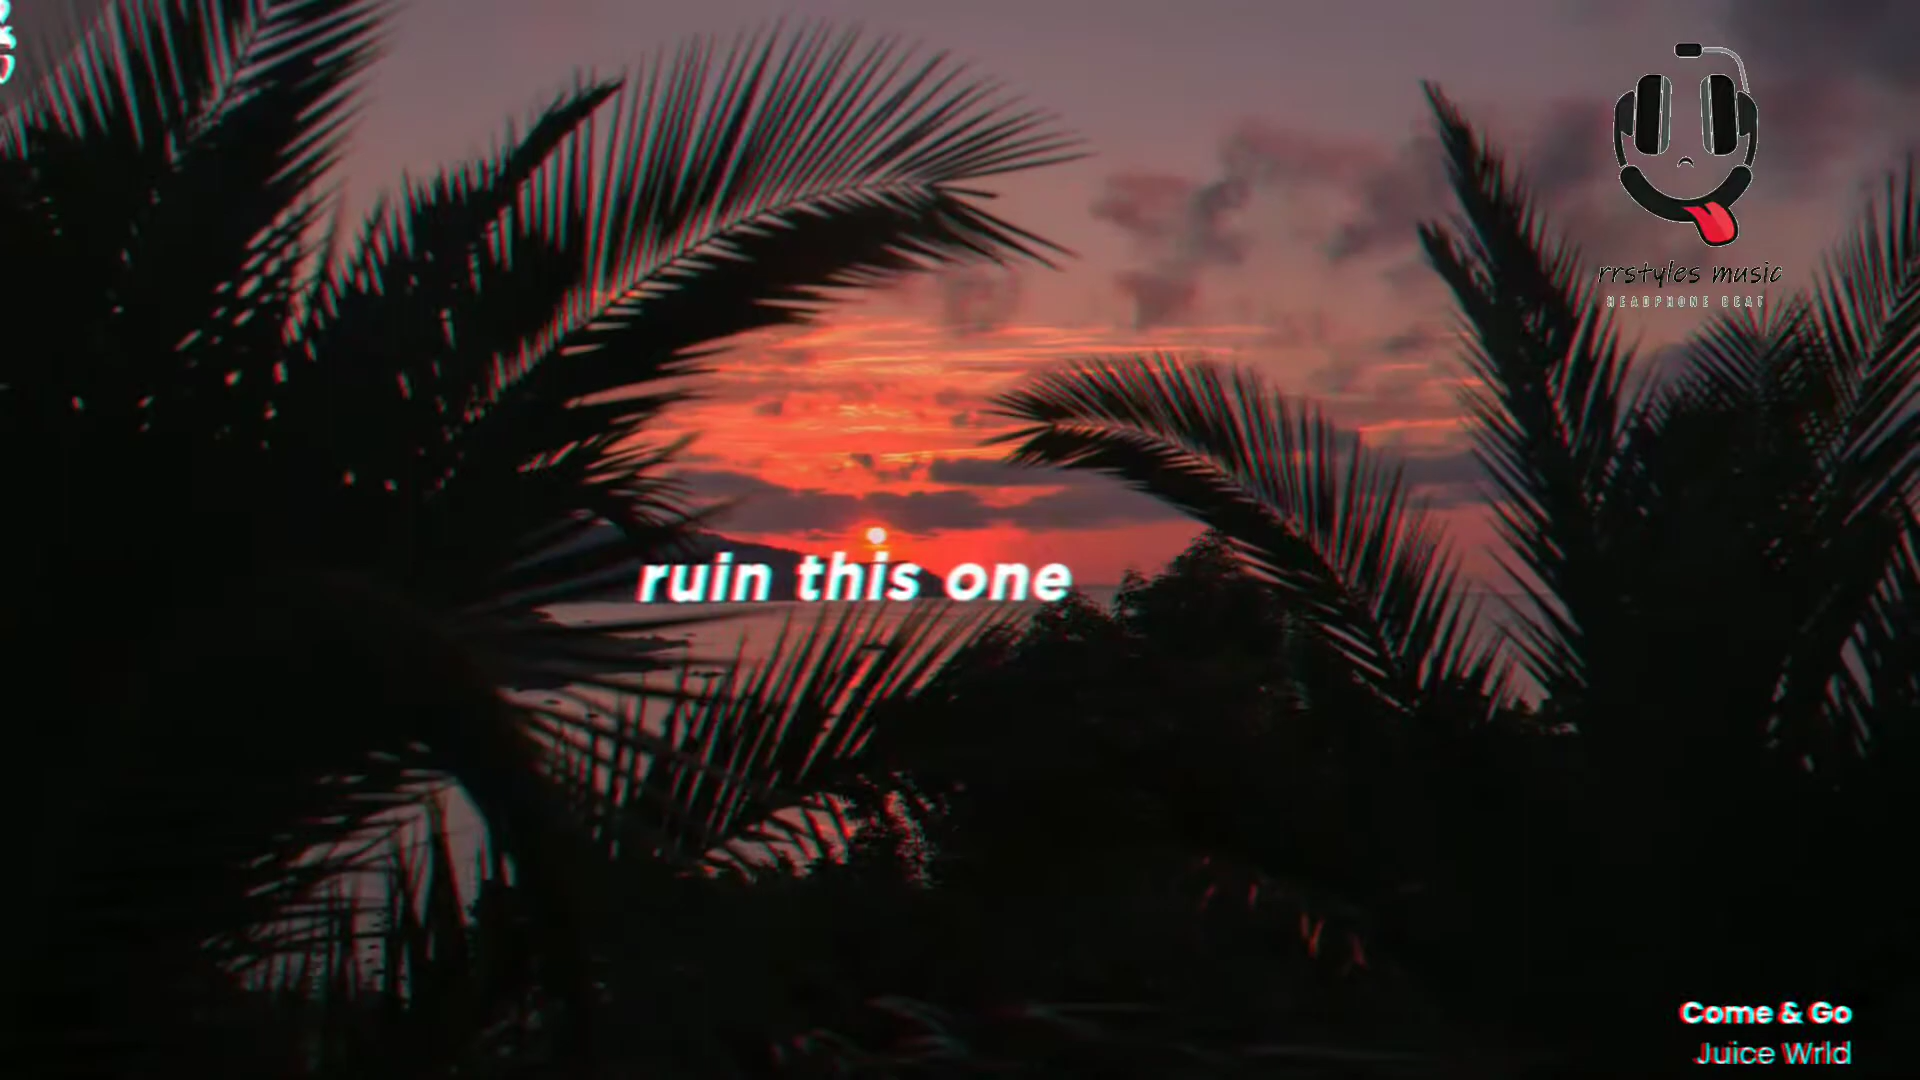 rrstyles music
HEADPHONE BEAT
ruin this one
Come & Go
Juice Wrld